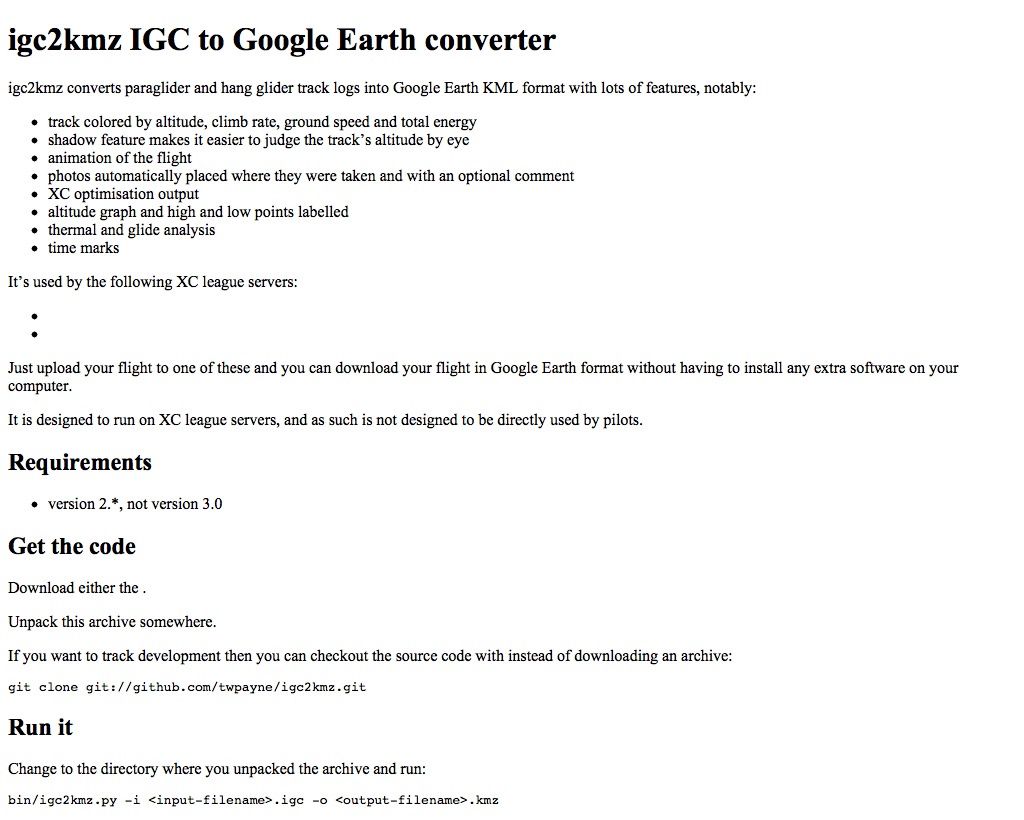 igc2kmz IGC to Google Earth converter
igc2kmz converts paraglider and hang glider track logs into Google Earth KML format with lots of features, notably:
• track colored by altitude, climb rate, ground speed and total energy
• shadow feature makes it easier to judge the track’s altitude by eye
• animation of the flight
• photos automatically placed where they were taken and with an optional comment
• XC optimisation output
• altitude graph and high and low points labelled
• thermal and glide analysis
• time marks
It’s used by the following XC league servers:
•
•
Just upload your flight to one of these and you can download your flight in Google Earth format without having to install any extra software on your
computer.
It is designed to run on XC league servers, and as such is not designed to be directly used by pilots.
Requirements
• version 2.*, not version 3.0
Get the code
Download either the .
Unpack this archive somewhere.
If you want to track development then you can checkout the source code with instead of downloading an archive:
git clone git://github.com/twpayne/igc2kmz.git
Run it
Change to the directory where you unpacked the archive and run:
bin/igc2kmz.py -i <input-filename>.igc -o <output-filename>.kmz